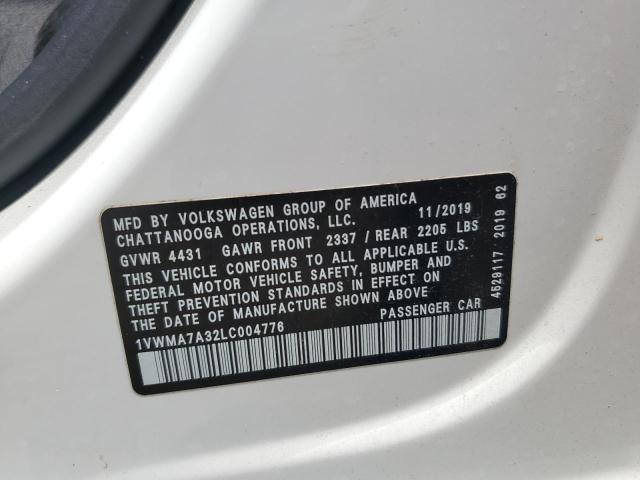 MFD BY VOLKSWAGEN GROUP OF AMERICA
CHATTANOOGA OPERATIONS, LLC. 11/2019
GVWR 4431 GAWR FRONT 2337 / REAR 2205 LBS
THIS VEHICLE CONFORMS TO ALL APPLICABLE U.S.
FEDERAL MOTOR VEHICLE SAFETY, BUMPER AND
THEFT PREVENTION STANDARDS IN EFFECT ON
THE DATE OF MANUFACTURE SHOWN ABOVE
1VWMA7A32LC004776 PASSENGER CAR
4529117 2019 62